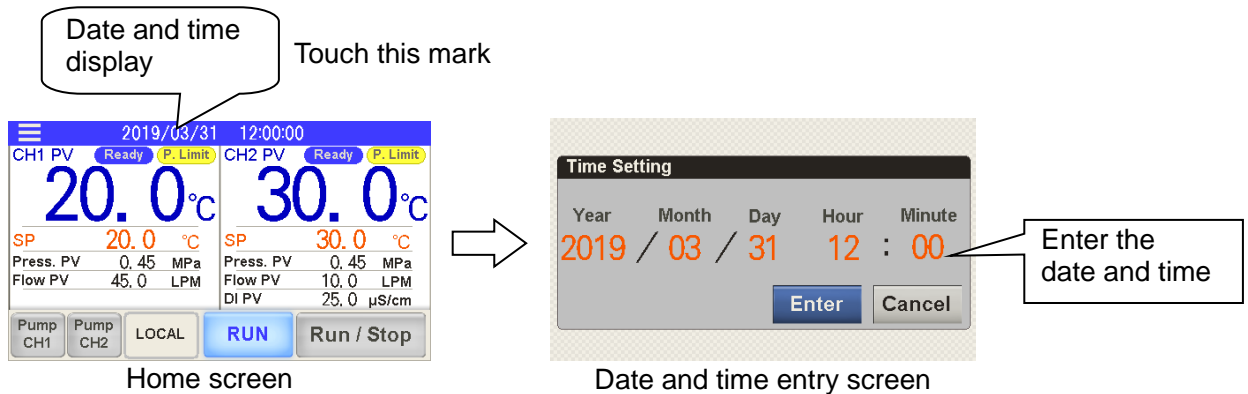 Date and time
display
Touch this mark
2019/03/31 12:00:00
CH1 PV Ready P. Limit
20.0℃
SP 20.0 ℃
Press. PV 0.45 MPa
Flow PV 45.0 LPM
CH2 PV Ready P. Limit
30.0℃
SP 30.0 ℃
Press. PV 0.45 MPa
Flow PV 10.0 LPM
DI PV 25.0 µS/cm
Pump
CH1
Pump
CH2
LOCAL
RUN
Run / Stop
Home screen
Time Setting
Year Month Day Hour Minute
2019 / 03 / 31 12 : 00
Enter Cancel
Enter the
date and time
Date and time entry screen